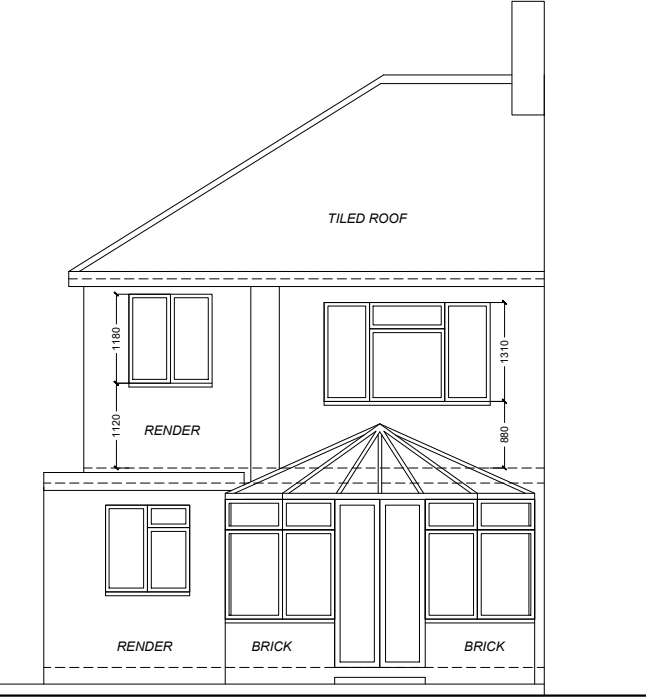 TILED ROOF
1180
1310
1120
RENDER
880
RENDER
BRICK
BRICK